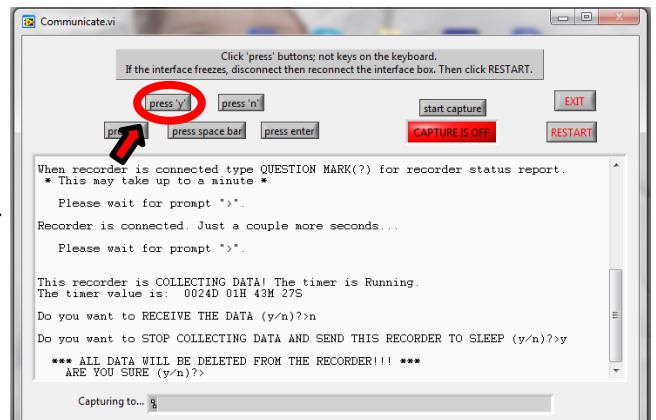 Communicate.vi
Click 'press' buttons; not keys on the keyboard.
If the interface freezes, disconnect then reconnect the interface box. Then click RESTART.
press 'y'
press 'n'
start capture
EXIT
press space bar
press enter
CAPTURE IS OFF
RESTART
When recorder is connected type QUESTION MARK(?) for recorder status report.
* This may take up to a minute *
Please wait for prompt ">".
Recorder is connected. Just a couple more seconds...
Please wait for prompt ">".
This recorder is COLLECTING DATA! The timer is Running.
The timer value is: 0024D 01H 43M 27S
Do you want to RECEIVE THE DATA (y/n)?>n
Do you want to STOP COLLECTING DATA AND SEND THIS RECORDER TO SLEEP (y/n)?>y
*** ALL DATA WILL BE DELETED FROM THE RECORDER!!! ***
ARE YOU SURE (y/n)?>
Capturing to...